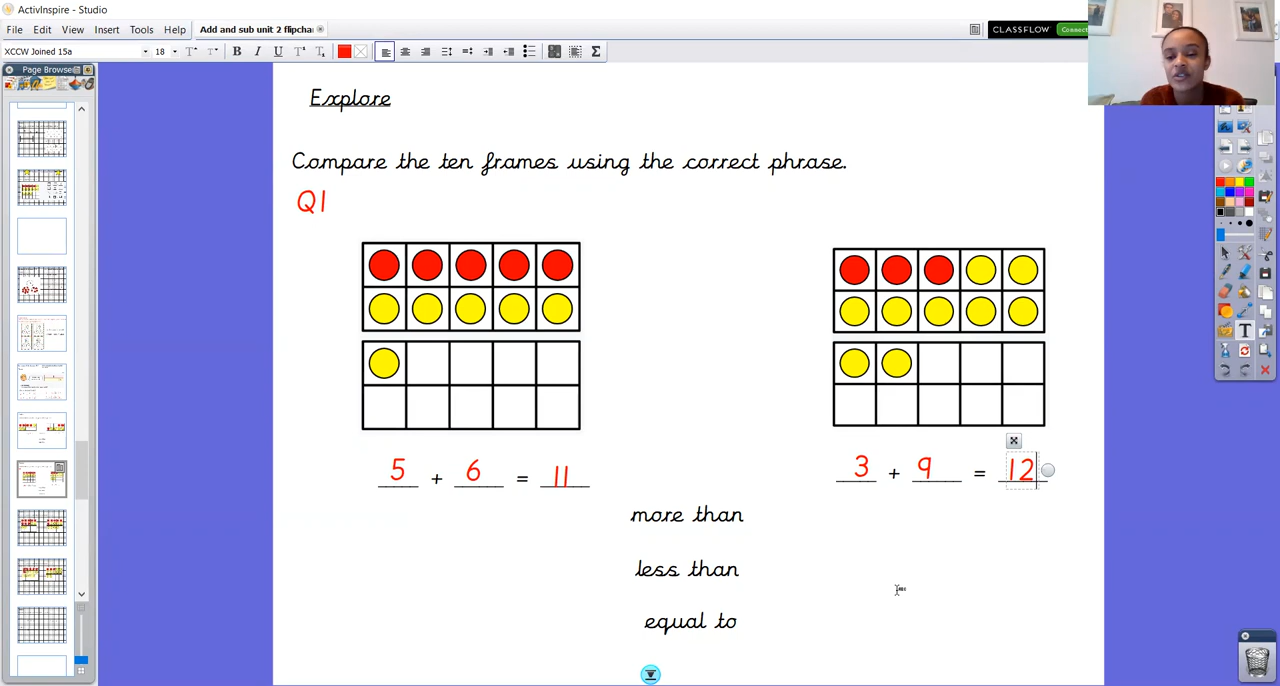 ActivInspire - Studio
File Edit View Insert Tools Help Add and sub unit 2 flipcha
CLASSFLOW Connect
XCCW Joined 15a 18 B I U Σ
Page Browse
Explore
Compare the ten frames using the correct phrase.
Q1
5 + 6 = 11
3 + 9 = 12
more than
less than
equal to